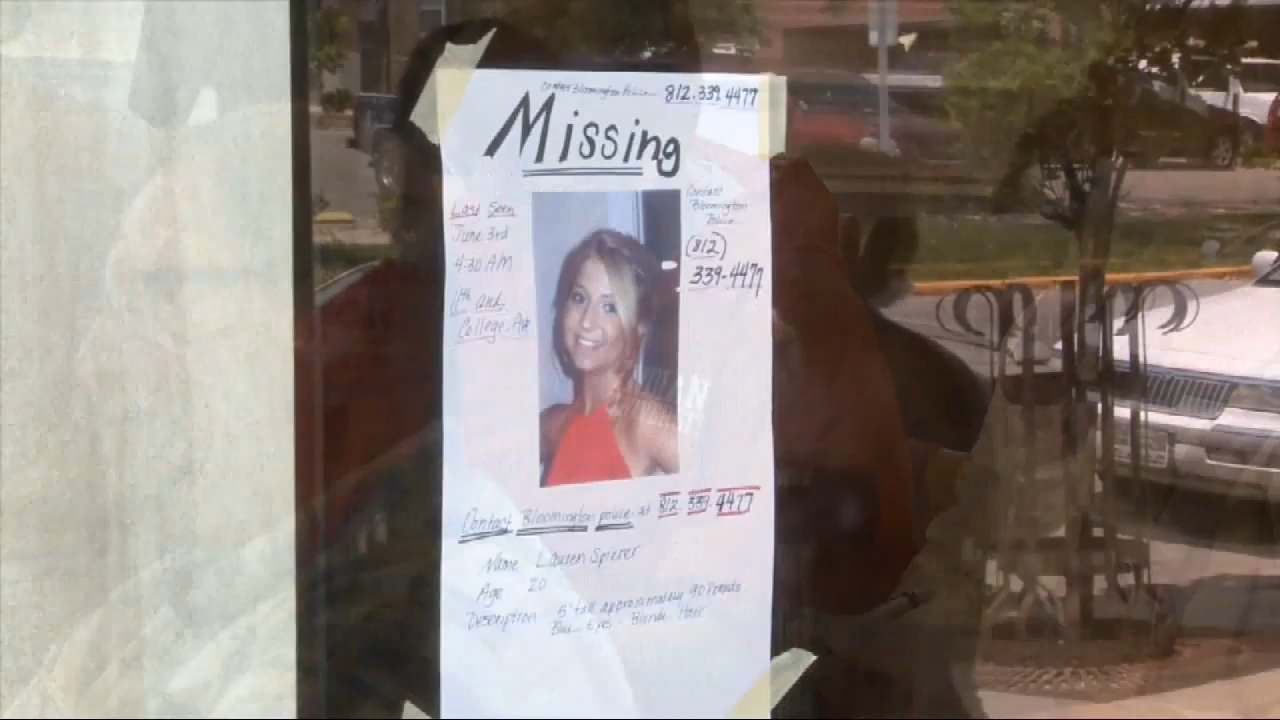 Contact Bloomington Police 812.339.4477
Missing
Last Seen
June 3rd
4:30 AM
11th and
College Ave
Contact
Bloomington
Police
(812)
339-4477
Contact Bloomington police at 812-339-4477
Name Lauren Spierer
Age 20
Description 5' tall approximately 90 Pounds
Blue Eyes - Blonde Hair